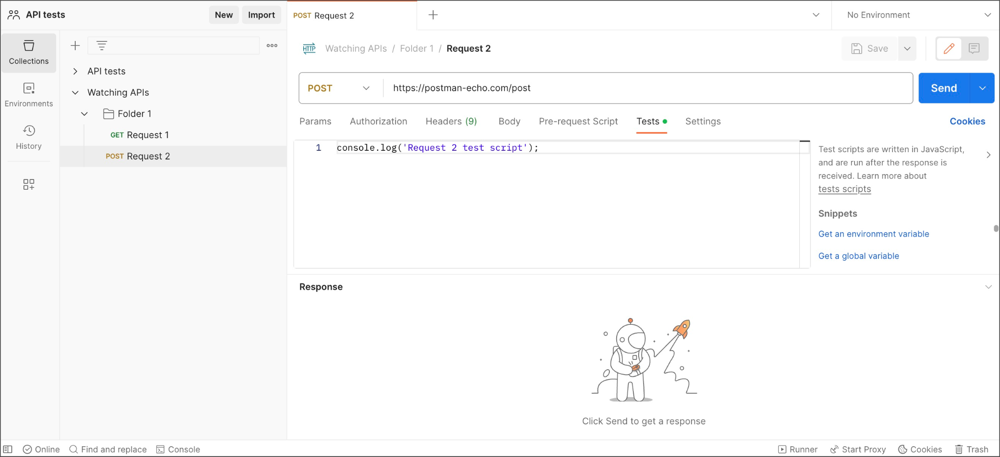 API tests
New
Import
POST Request 2
No Environment
Collections
Environments
History
API tests
Watching APIs
Folder 1
GET Request 1
POST Request 2
HTTP Watching APIs / Folder 1 / Request 2
Save
POST
https://postman-echo.com/post
Send
Params
Authorization
Headers (9)
Body
Pre-request Script
Tests
Settings
Cookies
1 console.log('Request 2 test script');
Test scripts are written in JavaScript,
and are run after the response is
received. Learn more about
tests scripts
Snippets
Get an environment variable
Get a global variable
Response
Click Send to get a response
Online
Find and replace
Console
Runner
Start Proxy
Cookies
Trash